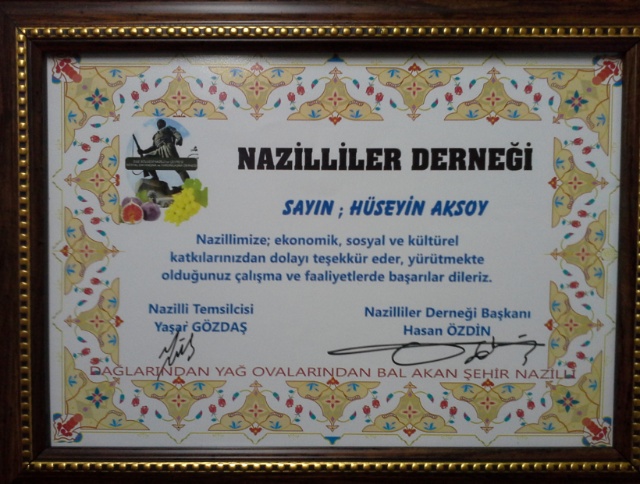 NAZİLLİLER DERNEĞİ
SAYIN ; HÜSEYİN AKSOY
Nazillimize; ekonomik, sosyal ve kültürel
katkılarınızdan dolayı teşekkür eder, yürütmekte
olduğunuz çalışma ve faaliyetlerde başarılar dileriz.
Nazilli Temsilcisi
Yaşar GÖZDAŞ
Nazilliler Derneği Başkanı
Hasan ÖZDİN
DAĞLARINDAN YAĞ OVALARINDAN BAL AKAN ŞEHİR NAZİLLİ